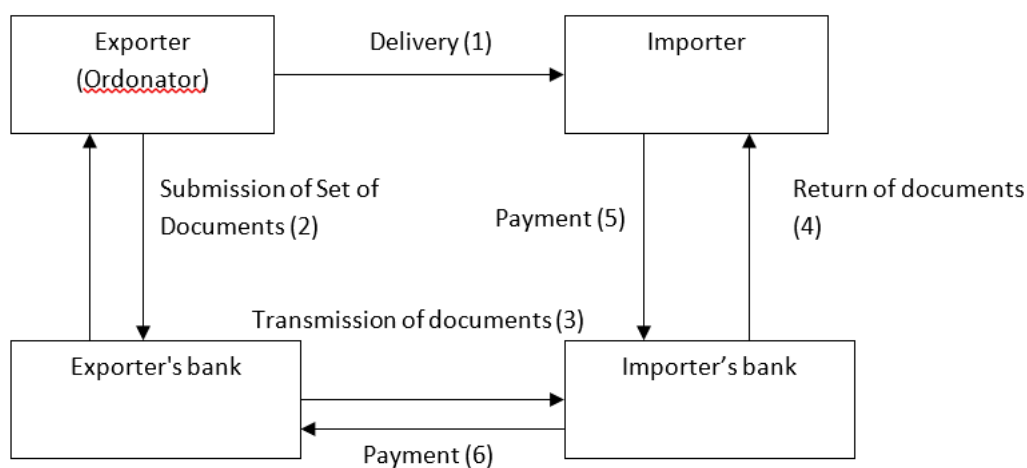 Exporter
(Ordonator)
Delivery (1)
Importer
Submission of Set of
Documents (2)
Payment (5)
Return of documents
(4)
Transmission of documents (3)
Exporter's bank
Importer’s bank
Payment (6)